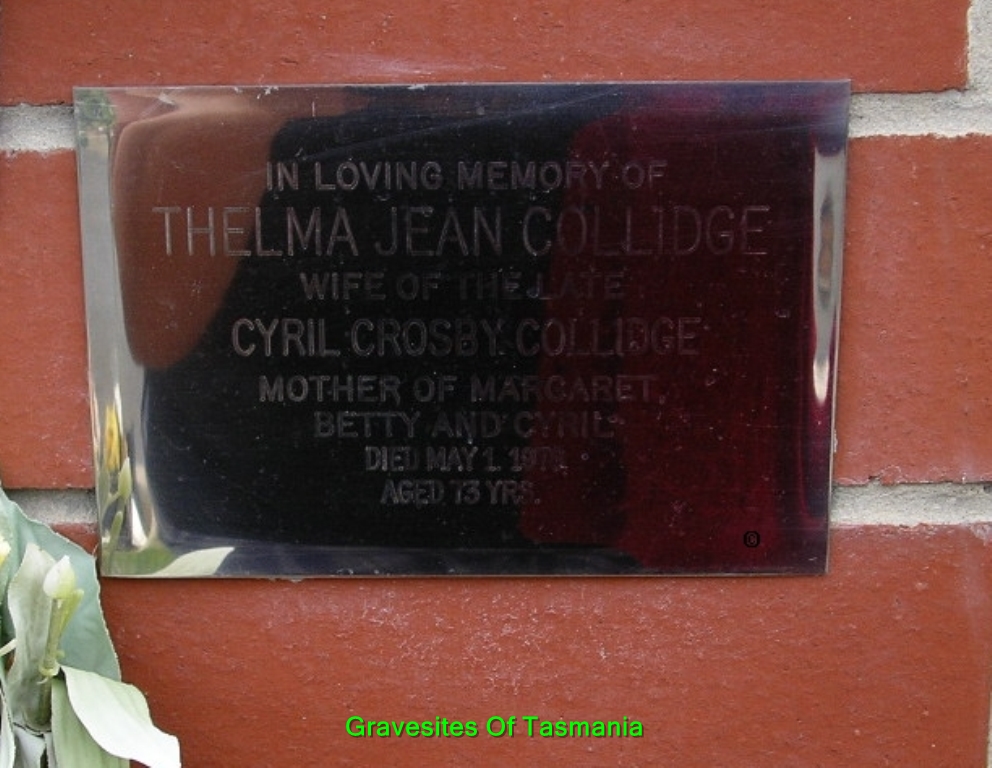 IN LOVING MEMORY OF
THELMA JEAN COLLIDGE
WIFE OF THE LATE
CYRIL CROSBY COLLIDGE
MOTHER OF MARGARET,
BETTY AND CYRIL
DIED MAY 1.
AGED 73 YRS.
Gravesites Of Tasmania